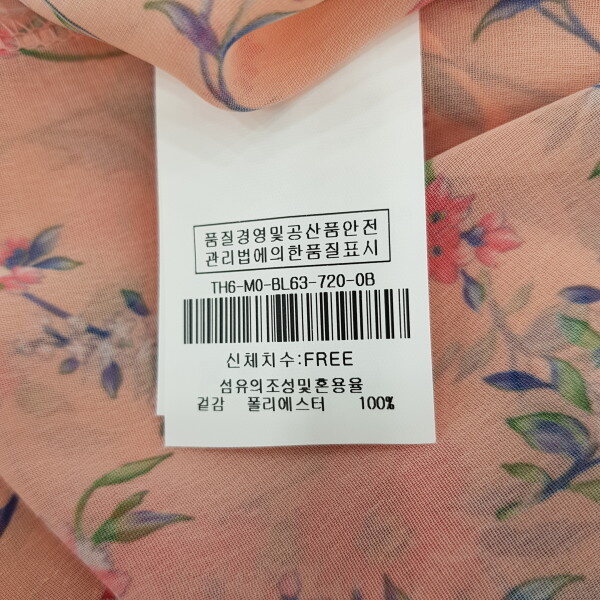 품질경영및공산품안전
관리법에의한품질표시
TH6-M0-BL63-720-0B
신체치수:FREE
섬유의조성및혼용율
겉감 폴리에스터 100%